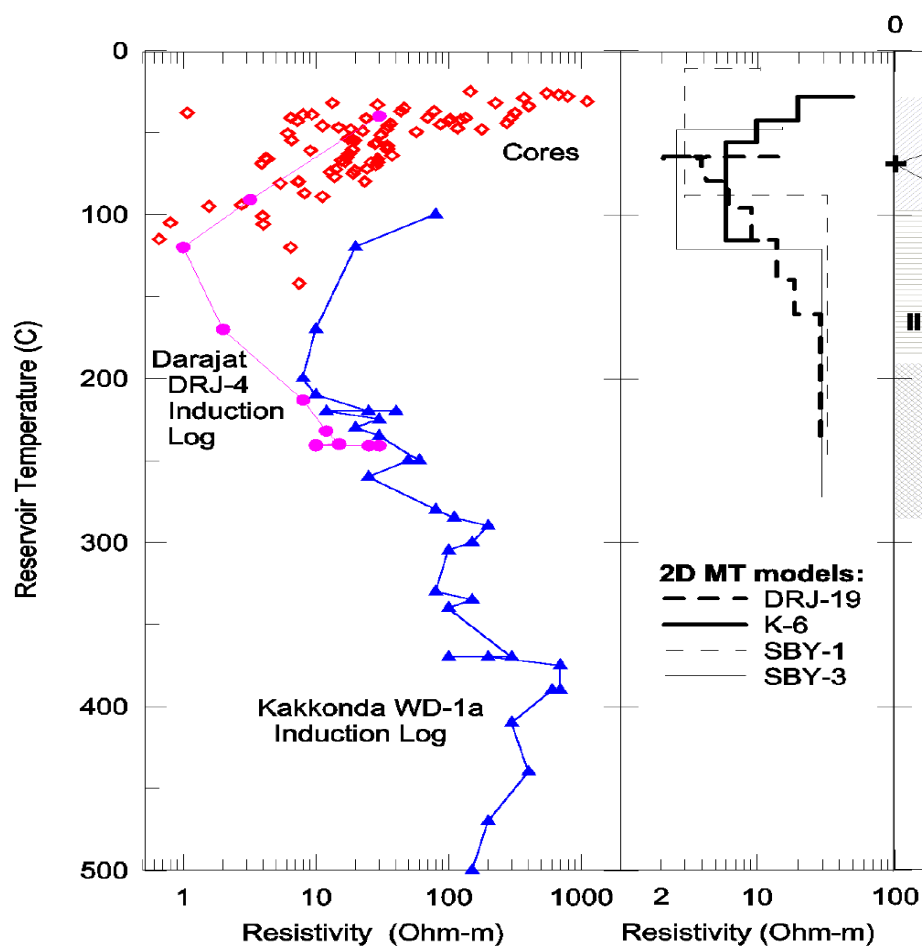 0
0
100
200
300
400
500
Reservoir Temperature (C)
Cores
Darajat
DRJ-4
Induction
Log
Kakkonda WD-1a
Induction Log
1
10
100
1000
Resistivity (Ohm-m)
2D MT models:
DRJ-19
K-6
SBY-1
SBY-3
2
10
100
Resistivity (Ohm-m)
II